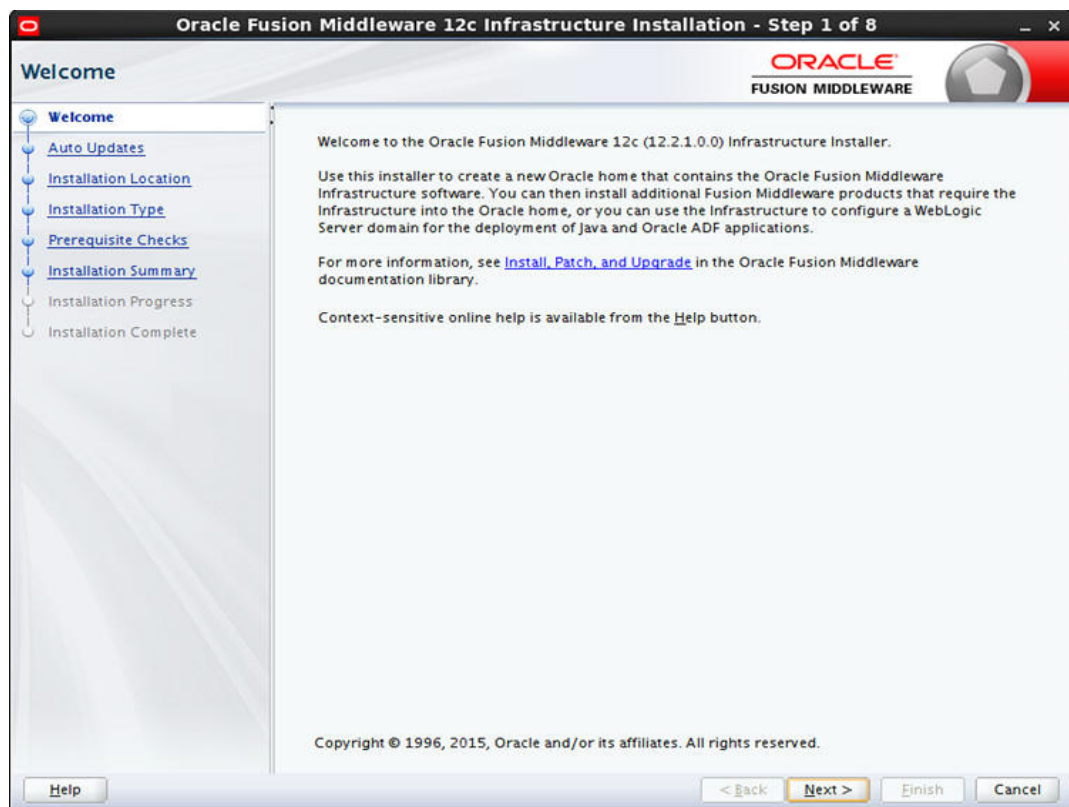 Oracle Fusion Middleware 12c Infrastructure Installation - Step 1 of 8
Welcome
ORACLE
FUSION MIDDLEWARE
Welcome
Auto Updates
Installation Location
Installation Type
Prerequisite Checks
Installation Summary
Installation Progress
Installation Complete
Welcome to the Oracle Fusion Middleware 12c (12.2.1.0.0) Infrastructure Installer.
Use this installer to create a new Oracle home that contains the Oracle Fusion Middleware
Infrastructure software. You can then install additional Fusion Middleware products that require the
Infrastructure into the Oracle home, or you can use the Infrastructure to configure a WebLogic
Server domain for the deployment of Java and Oracle ADF applications.
For more information, see Install, Patch, and Upgrade in the Oracle Fusion Middleware
documentation library.
Context-sensitive online help is available from the Help button.
Copyright © 1996, 2015, Oracle and/or its affiliates. All rights reserved.
Help
< Back
Next >
Finish
Cancel